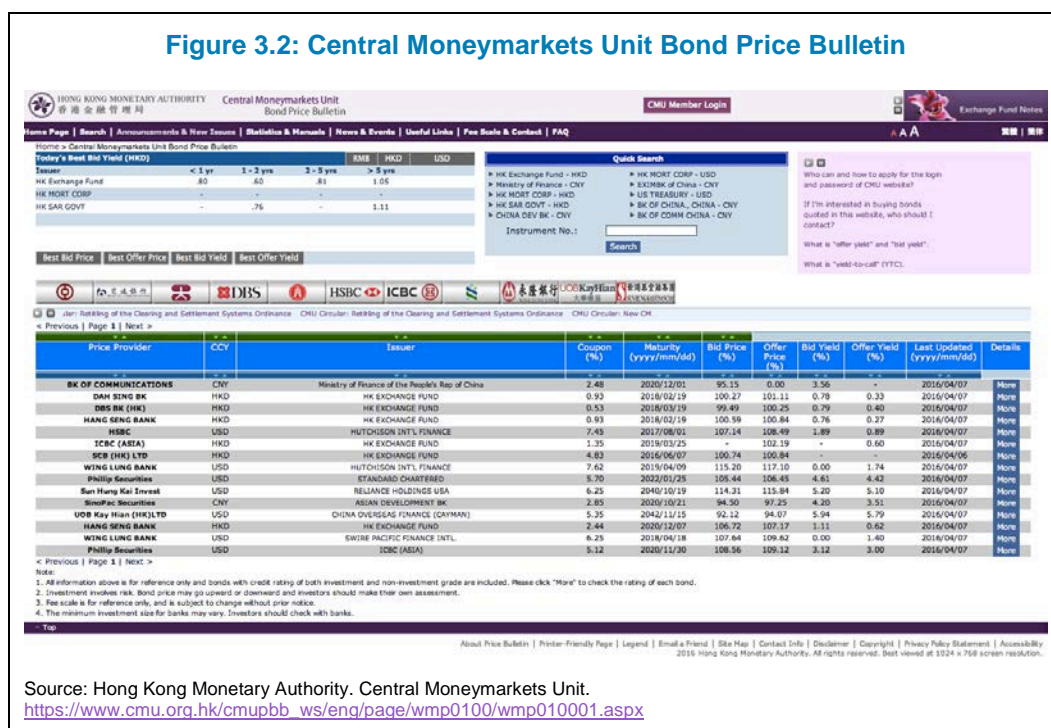 Figure 3.2: Central Moneymarkets Unit Bond Price Bulletin
HONG KONG MONETARY AUTHORITY
香港金融管理局
Central Moneymarkets Unit
Bond Price Bulletin
CMU Member Login
Exchange Fund Notes
Home Page | Search | Announcements & New Issues | Statistics & Manuals | News & Events | Useful Links | Fee Scale & Contact | FAQ
A A A
繁體 | 簡体
Home > Central Moneymarkets Unit Bond Price Bulletin
Today's Best Bid Yield (HKD) RMB HKD USD
Issuer < 1 yr 1 - 2 yrs 2 - 5 yrs > 5 yrs
HK Exchange Fund .80 .60 .81 1.05
HK MORT CORP - - - -
HK SAR GOVT - .76 - 1.11
Best Bid Price Best Offer Price Best Bid Yield Best Offer Yield
Quick Search
HK Exchange Fund - HKD HK MORT CORP - USD
Ministry of Finance - CNY EXIMBK of China - CNY
HK MORT CORP - HKD US TREASURY - USD
HK SAR GOVT - HKD BK OF CHINA., CHINA - CNY
CHINA DEV BK - CNY BK OF COMM CHINA - CNY
Instrument No.:
Search
Who can and how to apply for the login
and password of CMU website?
If I'm interested in buying bonds
quoted in this website, who should I
contact?
What is "offer yield" and "bid yield".
What is "yield-to-call" (YTC).
DBS HSBC ICBC 永隆銀行 UOBKayHian
大華繼顯
Retitling of the Clearing and Settlement Systems Ordinance CMU Circular: Retitling of the Clearing and Settlement Systems Ordinance CMU Circular: New CM
< Previous | Page 1 | Next >
Price Provider CCY Issuer Coupon (%) Maturity (yyyy/mm/dd) Bid Price (%) Offer Price (%) Bid Yield (%) Offer Yield (%) Last Updated (yyyy/mm/dd) Details
BK OF COMMUNICATIONS CNY Ministry of Finance of the People's Rep of China 2.48 2020/12/01 95.15 0.00 3.56 - 2016/04/07 More
DAH SING BK HKD HK EXCHANGE FUND 0.93 2018/02/19 100.27 101.11 0.78 0.33 2016/04/07 More
DBS BK (HK) HKD HK EXCHANGE FUND 0.53 2018/03/19 99.49 100.25 0.79 0.40 2016/04/07 More
HANG SENG BANK HKD HK EXCHANGE FUND 0.93 2018/02/19 100.59 100.84 0.76 0.27 2016/04/07 More
HSBC USD HUTCHISON INT'L FINANCE 7.45 2017/08/01 107.14 108.49 1.89 0.89 2016/04/07 More
ICBC (ASIA) HKD HK EXCHANGE FUND 1.35 2019/03/25 - 102.19 - 0.60 2016/04/07 More
SCB (HK) LTD HKD HK EXCHANGE FUND 4.83 2016/06/07 100.74 100.84 - - 2016/04/06 More
WING LUNG BANK USD HUTCHISON INT'L FINANCE 7.62 2019/04/09 115.20 117.10 0.00 1.74 2016/04/07 More
Phillip Securities USD STANDARD CHARTERED 5.70 2022/01/25 105.44 106.45 4.61 4.42 2016/04/07 More
Sun Hung Kai Invest USD RELIANCE HOLDINGS USA 6.25 2040/10/19 114.31 115.84 5.20 5.10 2016/04/07 More
SinoPac Securities CNY ASIAN DEVELOPMENT BK 2.85 2020/10/21 94.50 97.25 4.20 3.51 2016/04/07 More
UOB Kay Hian (HK)LTD USD CHINA OVERSEAS FINANCE (CAYMAN) 5.35 2042/11/15 92.12 94.07 5.94 5.79 2016/04/07 More
HANG SENG BANK HKD HK EXCHANGE FUND 2.44 2020/12/07 106.72 107.17 1.11 0.62 2016/04/07 More
WING LUNG BANK USD SWIRE PACIFIC FINANCE INTL. 6.25 2018/04/18 107.64 109.62 0.00 1.40 2016/04/07 More
Phillip Securities USD ICBC (ASIA) 5.12 2020/11/30 108.56 109.12 3.12 3.00 2016/04/07 More
< Previous | Page 1 | Next >
Note:
1. All information above is for reference only and bonds with credit rating of both investment and non-investment grade are included. Please click "More" to check the rating of each bond.
2. Investment involves risk. Bond price may go upward or downward and investors should make their own assessment.
3. Fee scale is for reference only, and is subject to change without prior notice.
4. The minimum investment size for banks may vary. Investors should check with banks.
Top
About Price Bulletin | Printer-Friendly Page | Legend | Email a Friend | Site Map | Contact Info | Disclaimer | Copyright | Privacy Policy Statement | Accessibility
2016 Hong Kong Monetary Authority. All rights reserved. Best viewed at 1024 x 768 screen resolution.
Source: Hong Kong Monetary Authority. Central Moneymarkets Unit.
https://www.cmu.org.hk/cmupbb_ws/eng/page/wmp0100/wmp010001.aspx